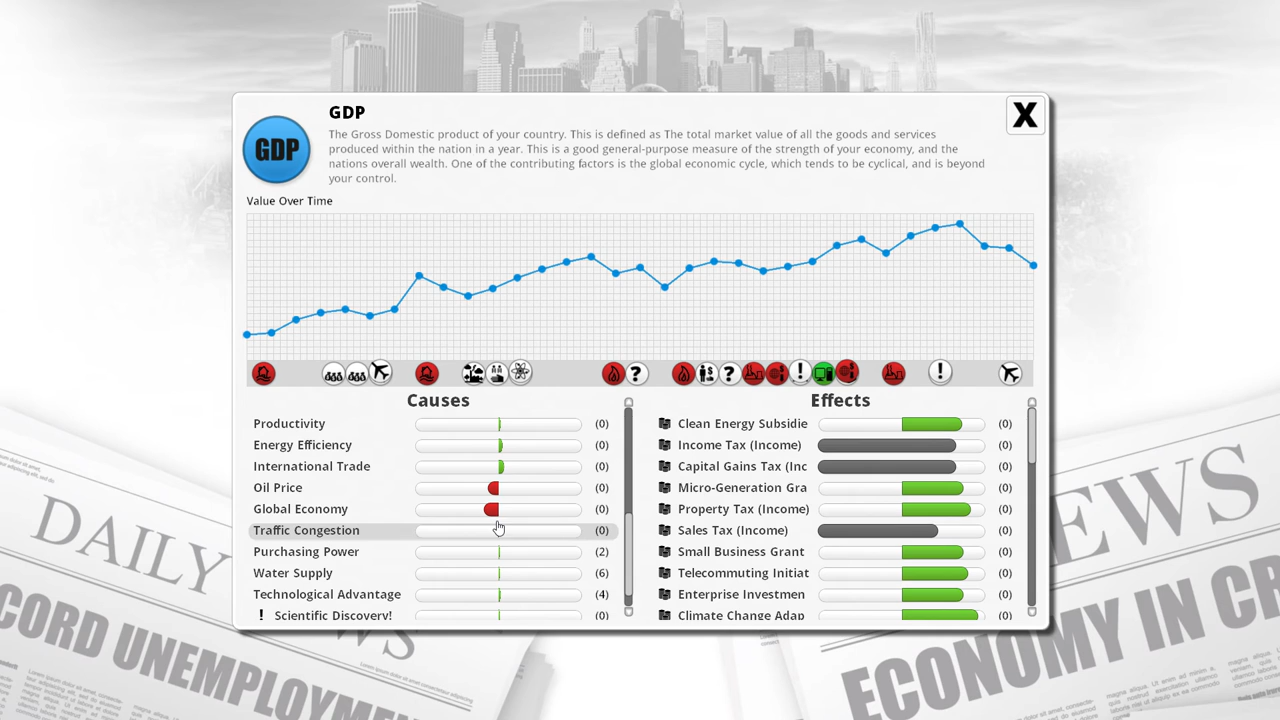 GDP
X
GDP
The Gross Domestic product of your country. This is defined as The total market value of all the goods and services
produced within the nation in a year. This is a good general-purpose measure of the strength of your economy, and the
nations overall wealth. One of the contributing factors is the global economic cycle, which tends to be cyclical, and is beyond
your control.
Value Over Time
Causes
Effects
Productivity (0)
Clean Energy Subsidie (0)
Energy Efficiency (0)
Income Tax (Income) (0)
International Trade (0)
Capital Gains Tax (Inc (0)
Oil Price (0)
Micro-Generation Gra (0)
Global Economy (0)
Property Tax (Income) (0)
Traffic Congestion (0)
Sales Tax (Income) (0)
Purchasing Power (2)
Small Business Grant (0)
Water Supply (6)
Telecommuting Initiat (0)
Technological Advantage (4)
Enterprise Investmen (0)
! Scientific Discovery! (0)
Climate Change Adap (0)
DAILY
NEWS
CORD UNEMPLOYM
NEWS
ECONOMY IN CR